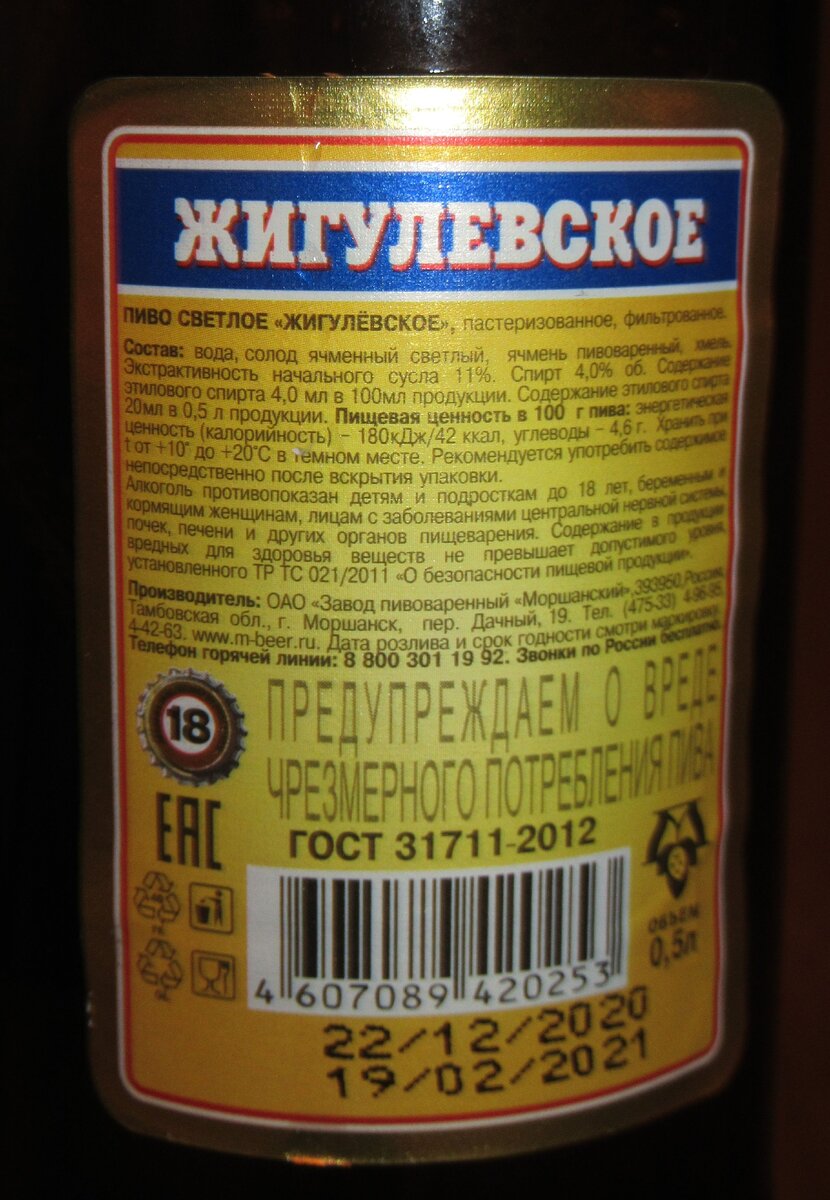 ЖИГУЛЕВСКОЕ
ПИВО СВЕТЛОЕ «ЖИГУЛЁВСКОЕ», пастеризованное, фильтрованное.
Состав: вода, солод ячменный светлый, ячмень пивоваренный, хмель.
Экстрактивность начального сусла 11%. Спирт 4,0% об. Содержание
этилового спирта 4,0 мл в 100мл продукции. Содержание этилового спирта
20мл в 0,5 л продукции. Пищевая ценность в 100 г пива: энергетическая
ценность (калорийность) – 180кДж/42 ккал, углеводы – 4,6 г. Хранить при
t от +10° до +20°С в темном месте. Рекомендуется употребить содержимое
непосредственно после вскрытия упаковки.
Алкоголь противопоказан детям и подросткам до 18 лет, беременным и
кормящим женщинам, лицам с заболеваниями центральной нервной системы,
почек, печени и других органов пищеварения. Содержание в продукции
вредных для здоровья веществ не превышает допустимого уровня,
установленного ТР ТС 021/2011 «О безопасности пищевой продукции».
Производитель: ОАО «Завод пивоваренный «Моршанский», 393950, Россия,
Тамбовская обл., г. Моршанск, пер. Дачный, 19. Тел. (475-33) 4-96-95,
4-42-63. www.m-beer.ru. Дата розлива и срок годности смотри маркировку.
Телефон горячей линии: 8 800 301 19 92. Звонки по России бесплатно.
18
ПРЕДУПРЕЖДАЕМ О ВРЕДЕ
ЧРЕЗМЕРНОГО ПОТРЕБЛЕНИЯ ПИВА
ЕАС
ГОСТ 31711-2012
ОБЪЕМ
0,5л
4 607089 420253
22/12/2020
19/02/2021